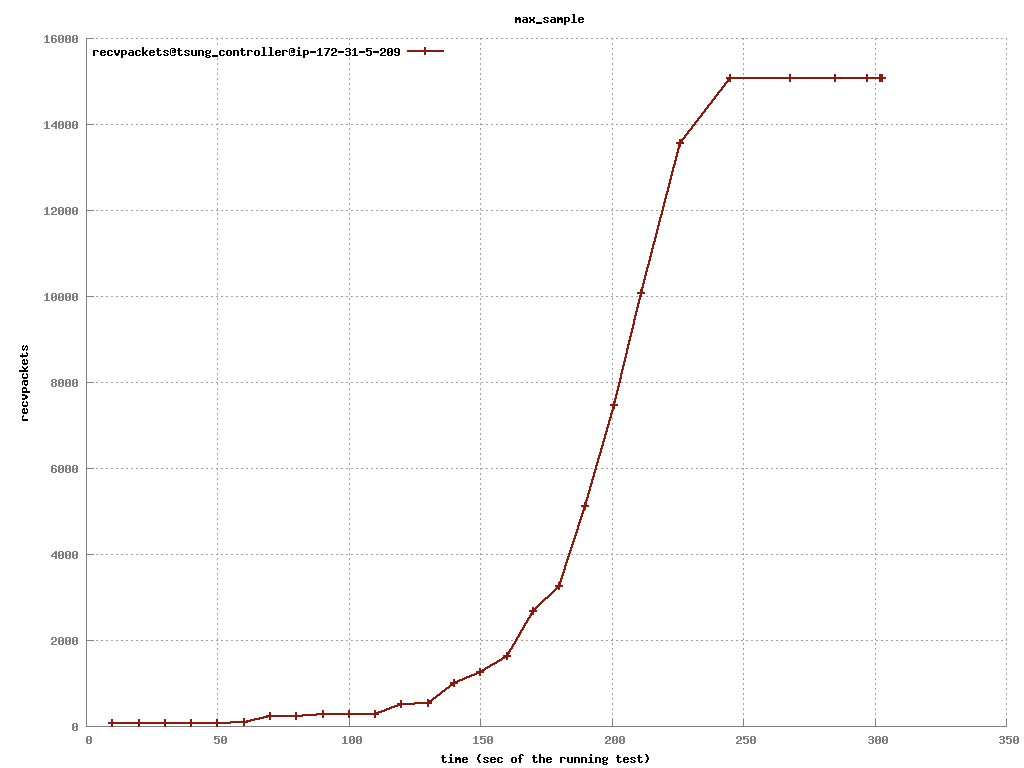 max_sample
recvpackets@tsung_controller@ip-172-31-5-209
16000
14000
12000
10000
8000
6000
4000
2000
0
recvpackets
0 50 100 150 200 250 300 350
time (sec of the running test)